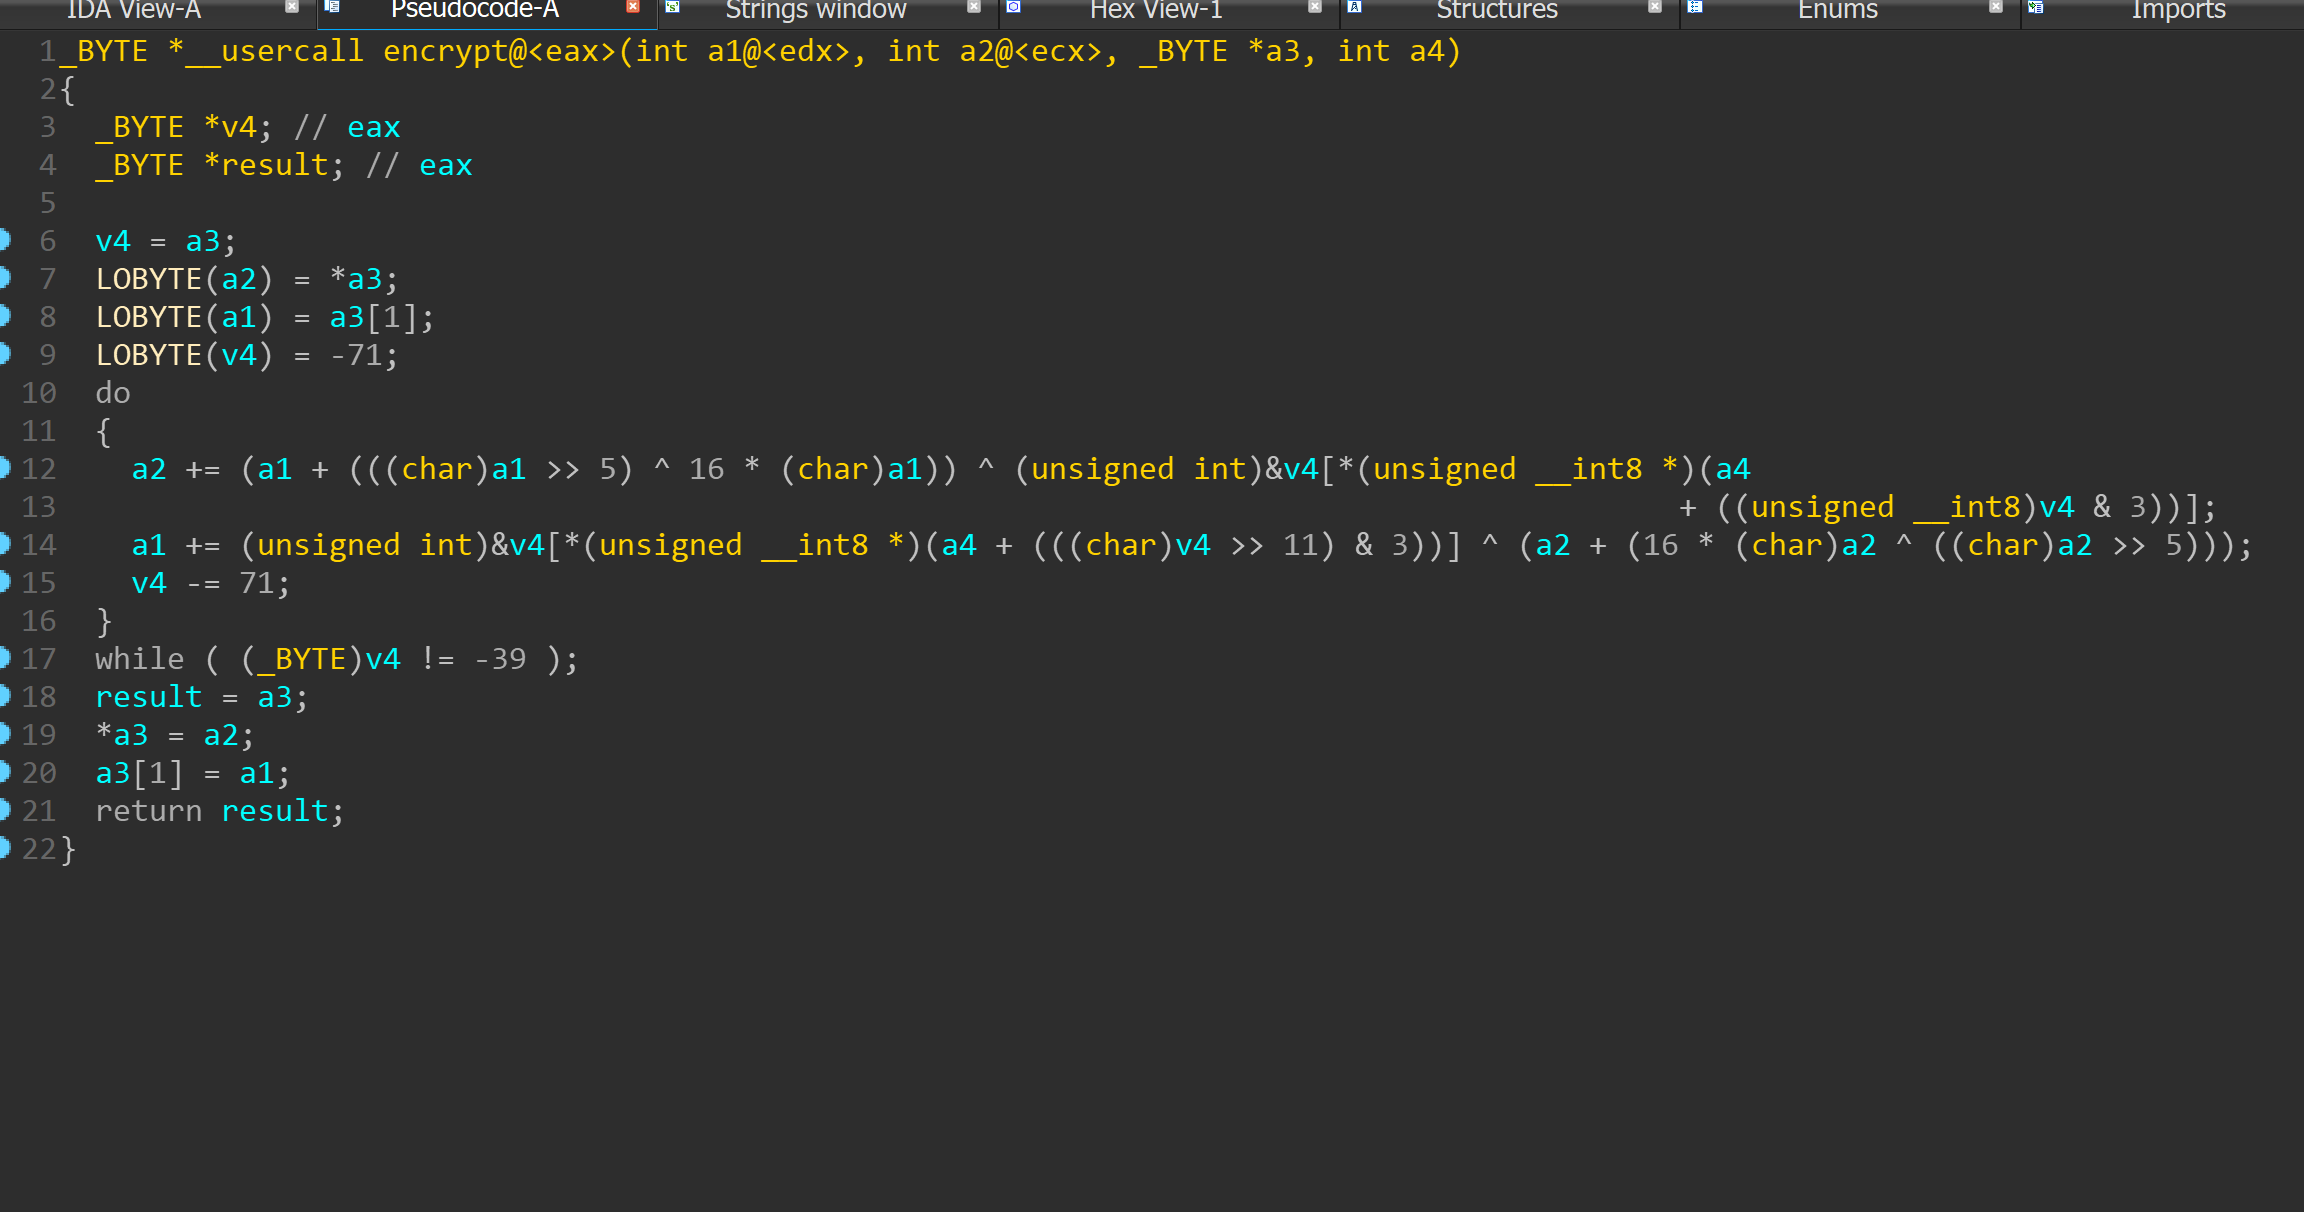 IDA View-A Pseudocode-A Strings window Hex View-1 Structures Enums Imports
1 _BYTE *__usercall encrypt@<eax>(int a1@<edx>, int a2@<ecx>, _BYTE *a3, int a4)
2 {
3   _BYTE *v4; // eax
4   _BYTE *result; // eax
5
6   v4 = a3;
7   LOBYTE(a2) = *a3;
8   LOBYTE(a1) = a3[1];
9   LOBYTE(v4) = -71;
10   do
11   {
12     a2 += (a1 + (((char)a1 >> 5) ^ 16 * (char)a1)) ^ (unsigned int)&v4[*(unsigned __int8 *)(a4
13                                                                                           + ((unsigned __int8)v4 & 3))];
14     a1 += (unsigned int)&v4[*(unsigned __int8 *)(a4 + (((char)v4 >> 11) & 3))] ^ (a2 + (16 * (char)a2 ^ ((char)a2 >> 5)));
15     v4 -= 71;
16   }
17   while ( (_BYTE)v4 != -39 );
18   result = a3;
19   *a3 = a2;
20   a3[1] = a1;
21   return result;
22 }